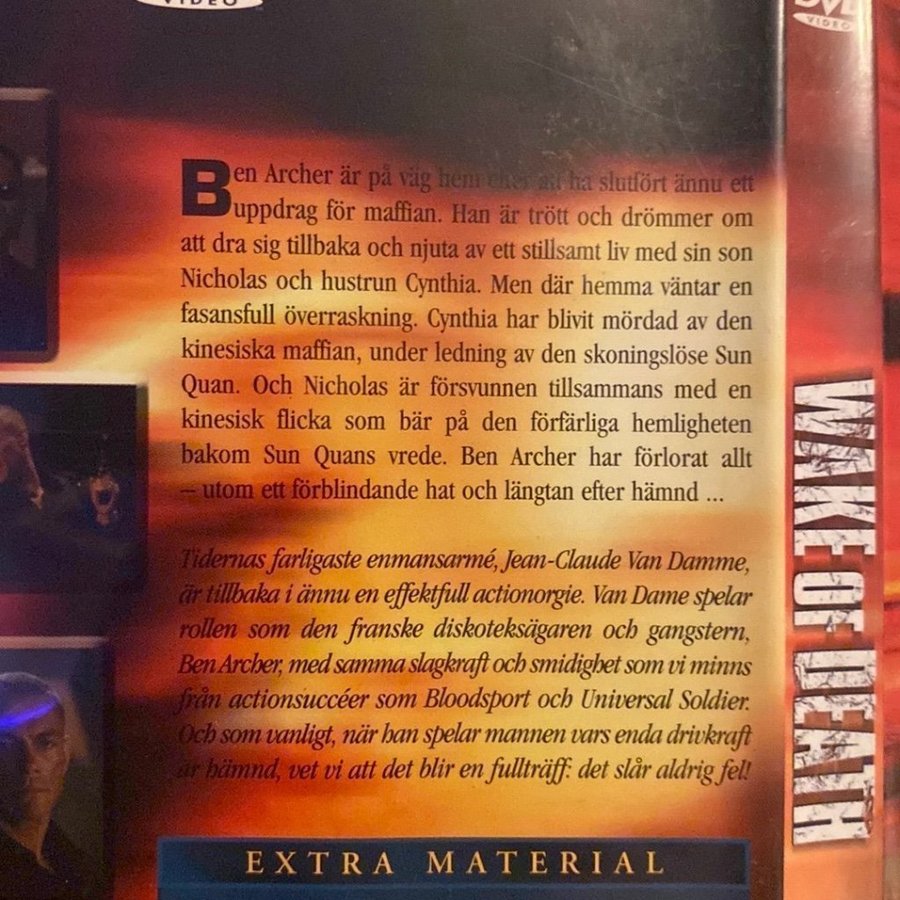 VIDEO
DVD
VIDEO
Ben Archer är på väg hem efter att ha slutfört ännu ett
uppdrag för maffian. Han är trött och drömmer om
att dra sig tillbaka och njuta av ett stillsamt liv med sin son
Nicholas och hustrun Cynthia. Men där hemma väntar en
fasansfull överraskning. Cynthia har blivit mördad av den
kinesiska maffian, under ledning av den skoningslöse Sun
Quan. Och Nicholas är försvunnen tillsammans med en
kinesisk flicka som bär på den förfärliga hemligheten
bakom Sun Quans vrede. Ben Archer har förlorat allt
– utom ett förblindande hat och längtan efter hämnd ...
Tidernas farligaste enmansarmé, Jean-Claude Van Damme,
är tillbaka i ännu en effektfull actionorgie. Van Dame spelar
rollen som den franske diskoteksägaren och gangstern,
Ben Archer, med samma slagkraft och smidighet som vi minns
från actionsuccéer som Bloodsport och Universal Soldier.
Och som vanligt, när han spelar mannen vars enda drivkraft
är hämnd, vet vi att det blir en fullträff: det slår aldrig fel!
EXTRA MATERIAL
WAKE OF DEATH